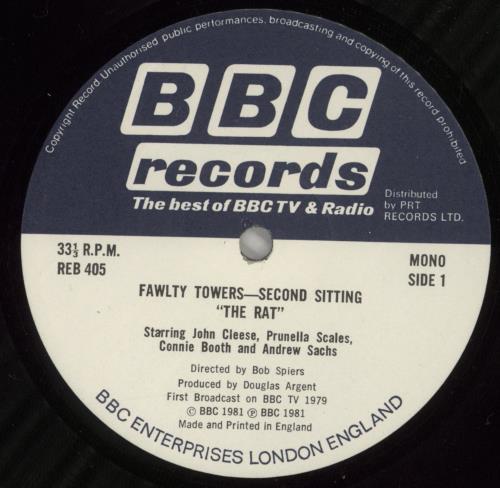 Copyright Record. Unauthorised public performances, broadcasting and copying of this record prohibited
BBC
records
The best of BBC TV & Radio
Distributed
by PRT
RECORDS LTD.
33⅓ R.P.M.
REB 405
MONO
SIDE 1
FAWLTY TOWERS—SECOND SITTING
“THE RAT”
Starring John Cleese, Prunella Scales,
Connie Booth and Andrew Sachs
Directed by Bob Spiers
Produced by Douglas Argent
First Broadcast on BBC TV 1979
© BBC 1981 ℗ BBC 1981
Made and Printed in England
BBC ENTERPRISES LONDON ENGLAND